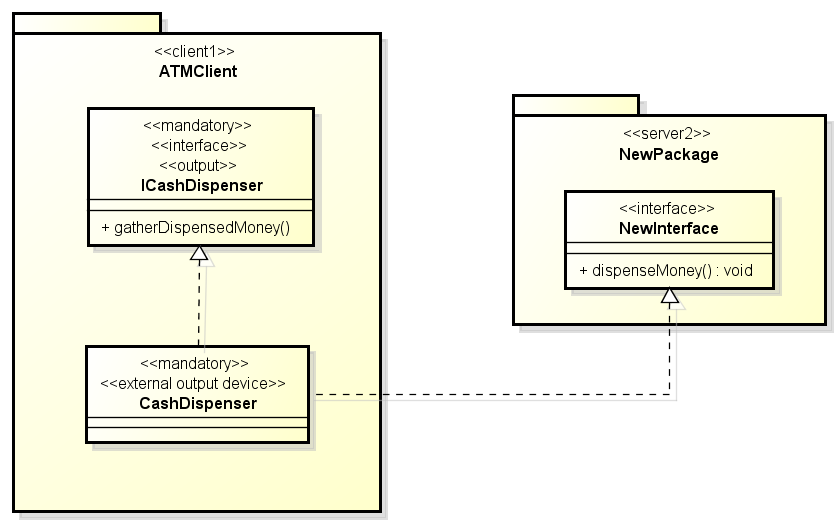 <<client1>>
ATMClient
<<mandatory>>
<<interface>>
<<output>>
ICashDispenser
+ gatherDispensedMoney()
<<mandatory>>
<<external output device>>
CashDispenser
<<server2>>
NewPackage
<<interface>>
NewInterface
+ dispenseMoney() : void